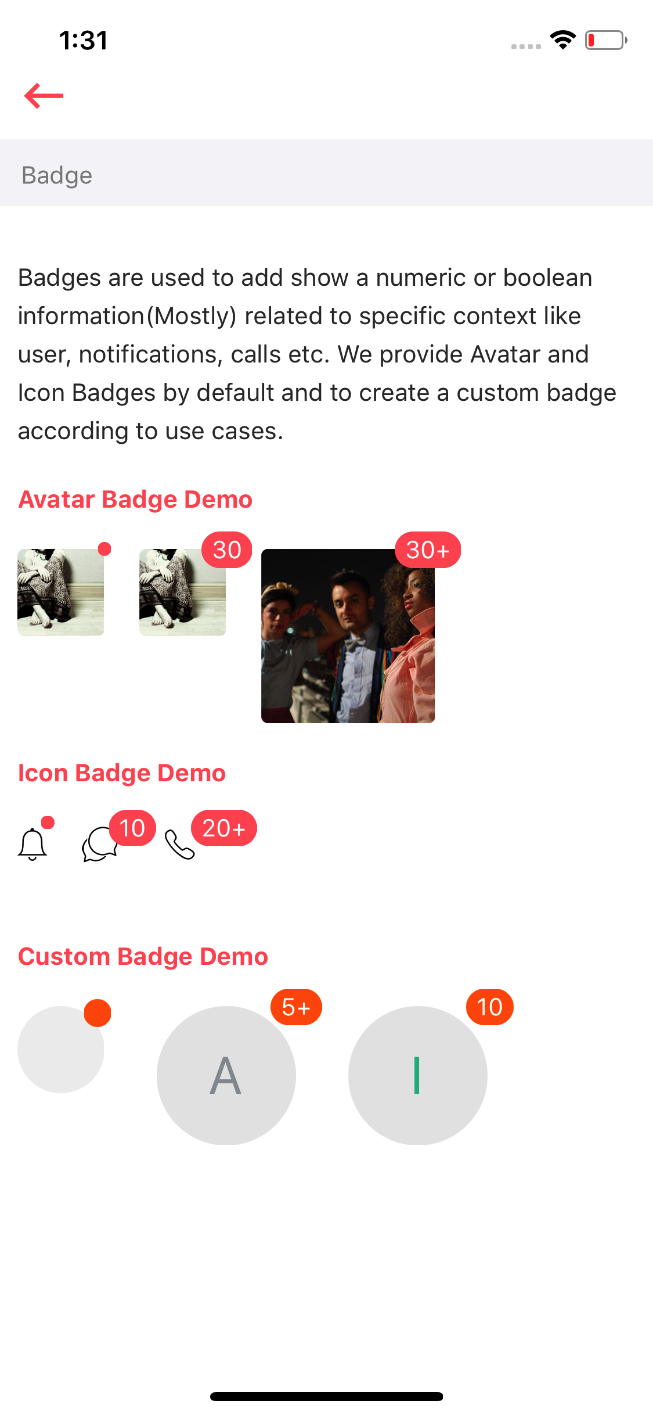 1:31
Badge
Badges are used to add show a numeric or boolean
information(Mostly) related to specific context like
user, notifications, calls etc. We provide Avatar and
Icon Badges by default and to create a custom badge
according to use cases.
Avatar Badge Demo
30
30+
Icon Badge Demo
10
20+
Custom Badge Demo
5+
10
A
I